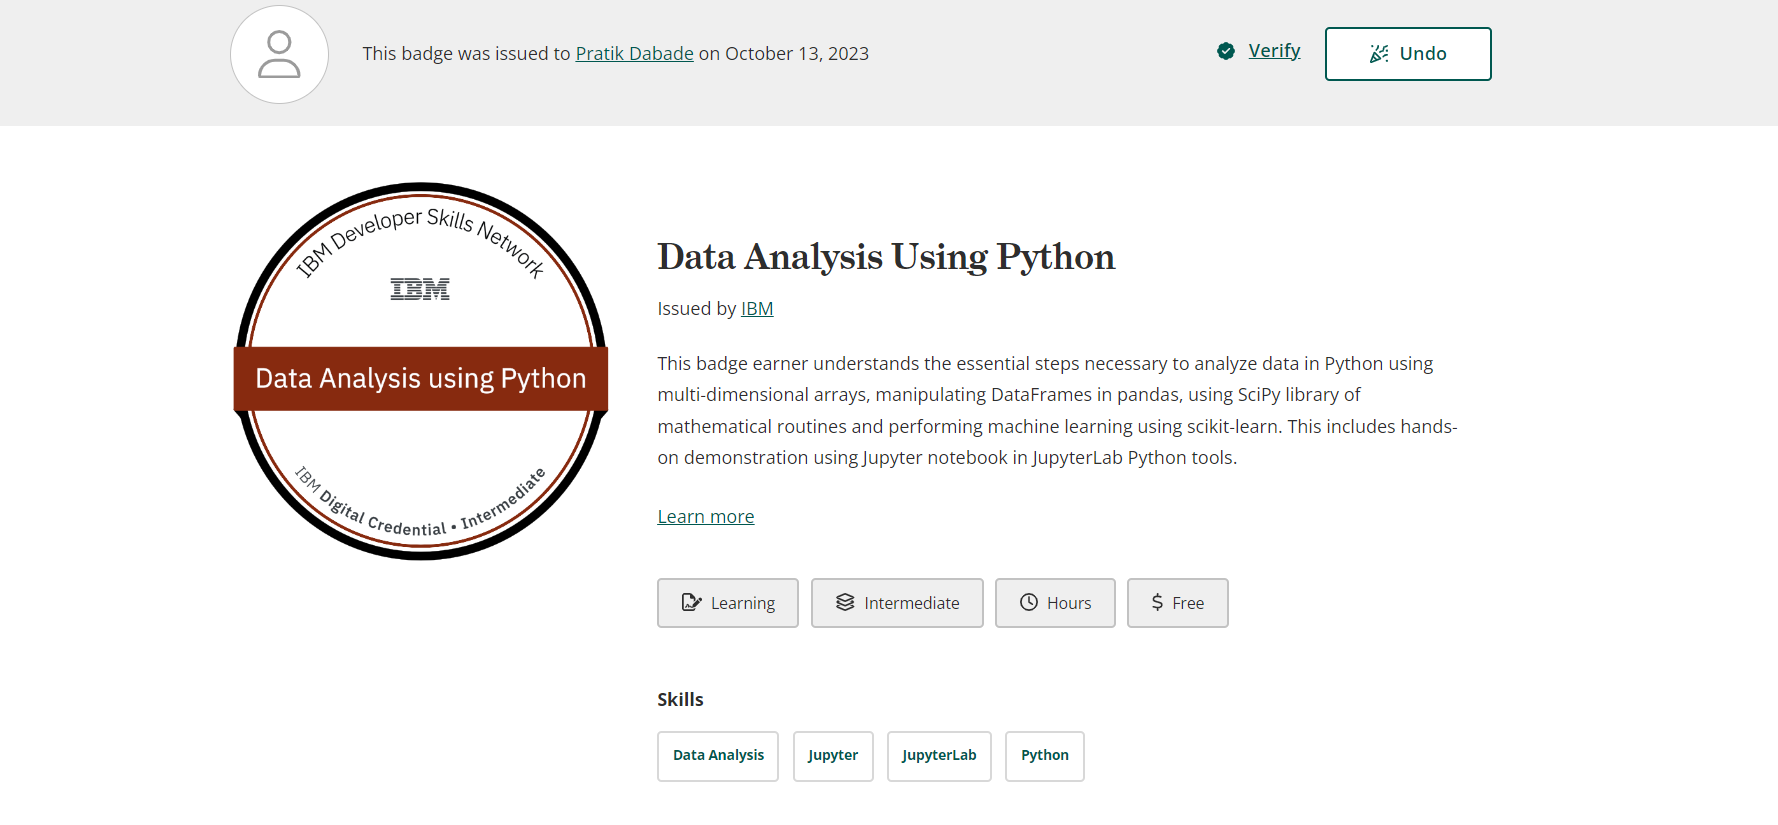 This badge was issued to Pratik Dabade on October 13, 2023
Verify
Undo
IBM Developer Skills Network
IBM
Data Analysis using Python
IBM Digital Credential • Intermediate
Data Analysis Using Python
Issued by IBM
This badge earner understands the essential steps necessary to analyze data in Python using
multi-dimensional arrays, manipulating DataFrames in pandas, using SciPy library of
mathematical routines and performing machine learning using scikit-learn. This includes hands-
on demonstration using Jupyter notebook in JupyterLab Python tools.
Learn more
Learning
Intermediate
Hours
$ Free
Skills
Data Analysis
Jupyter
JupyterLab
Python